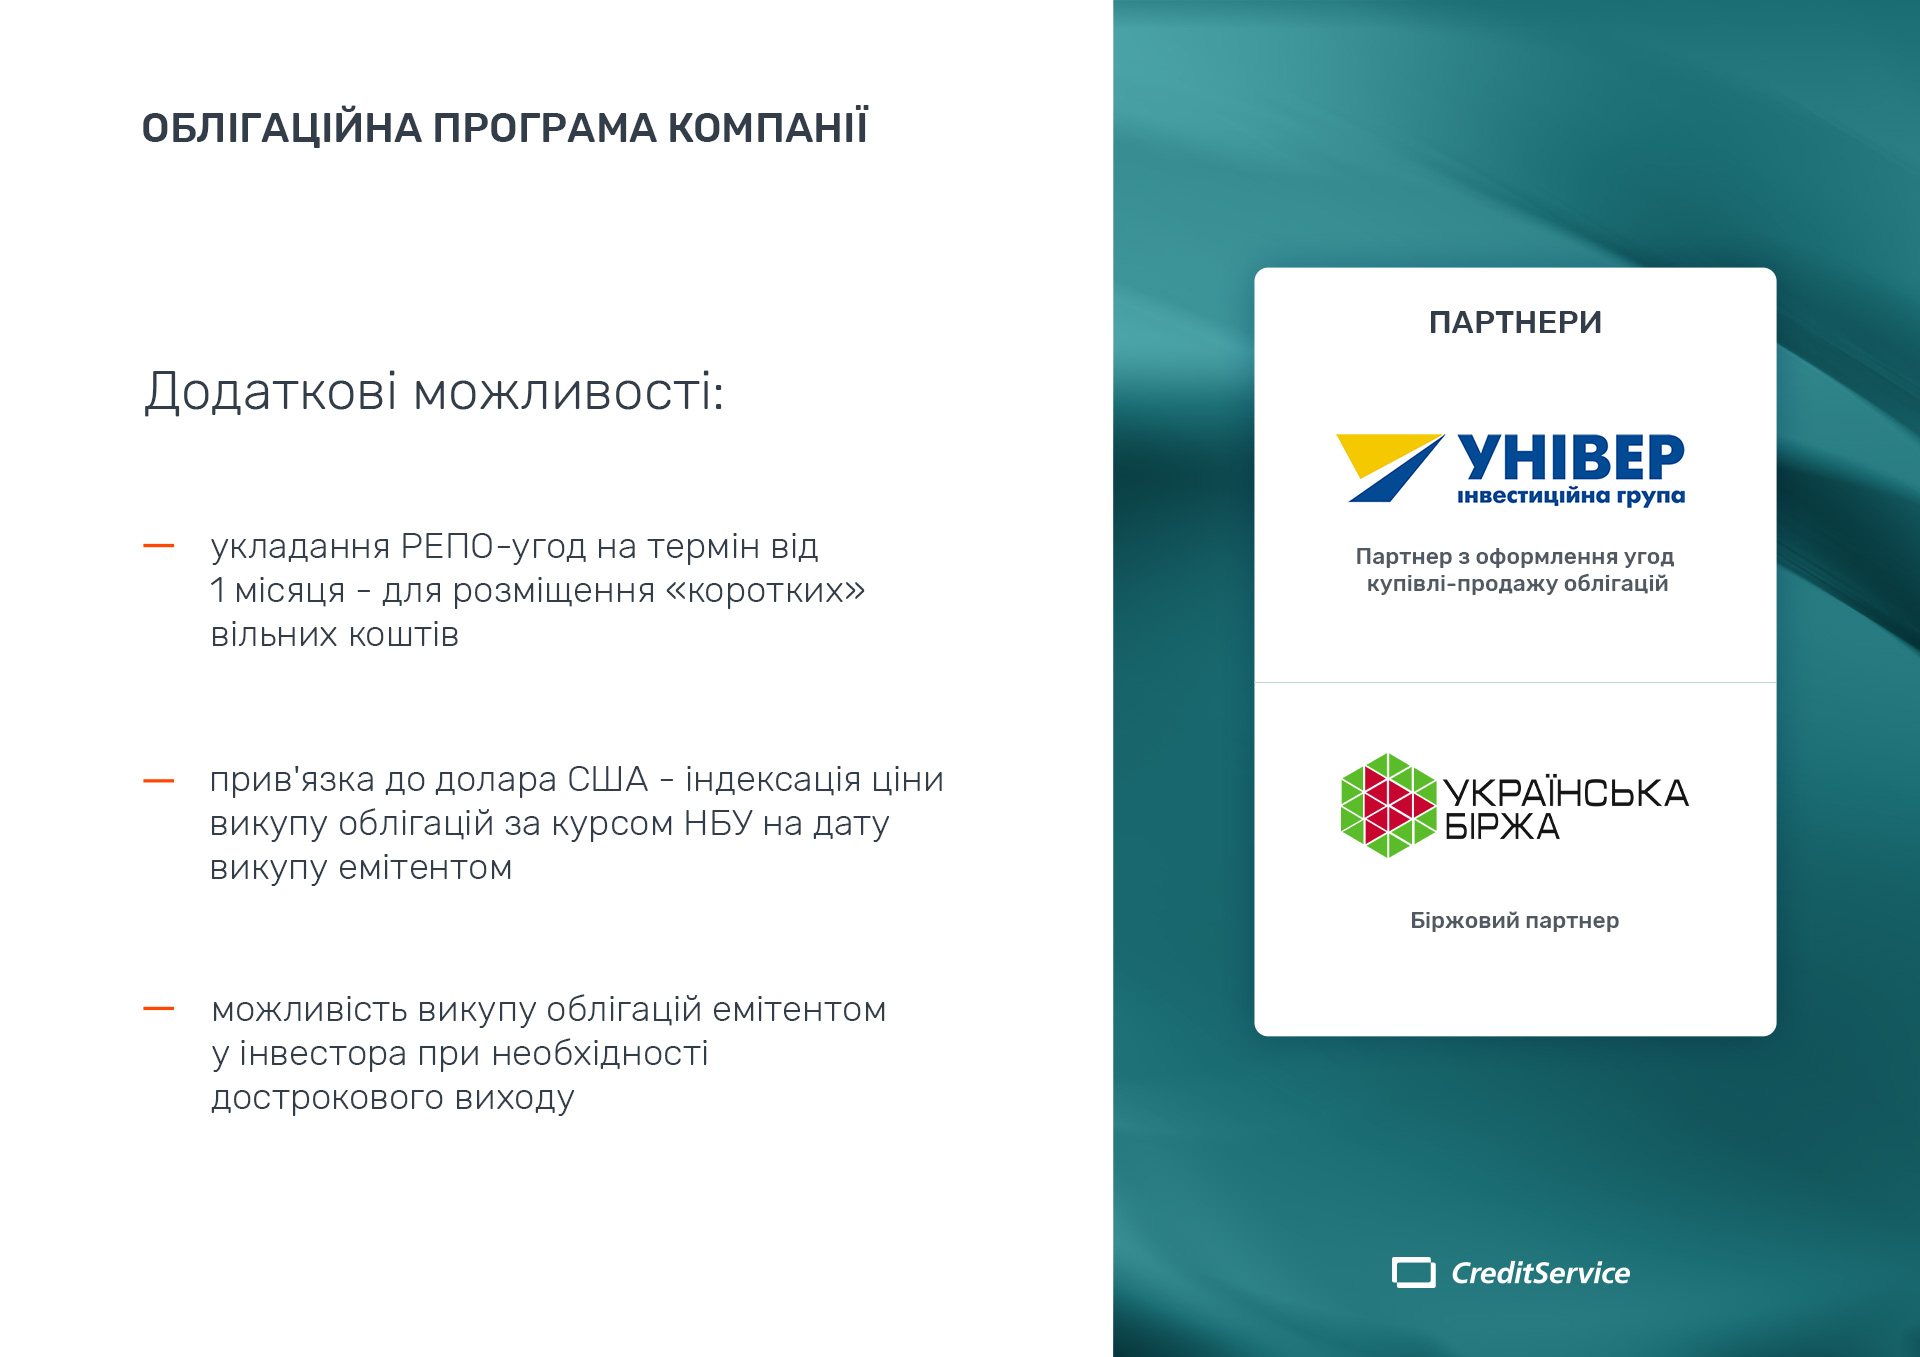 ОБЛІГАЦІЙНА ПРОГРАМА КОМПАНІЇ
Додаткові можливості:
— укладання РЕПО-угод на термін від
1 місяця - для розміщення «коротких»
вільних коштів
— прив'язка до долара США - індексація ціни
викупу облігацій за курсом НБУ на дату
викупу емітентом
— можливість викупу облігацій емітентом
у інвестора при необхідності
дострокового виходу
ПАРТНЕРИ
УНІВЕР
інвестиційна група
Партнер з оформлення угод
купівлі-продажу облігацій
УКРАЇНСЬКА
БІРЖА
Біржовий партнер
CreditService